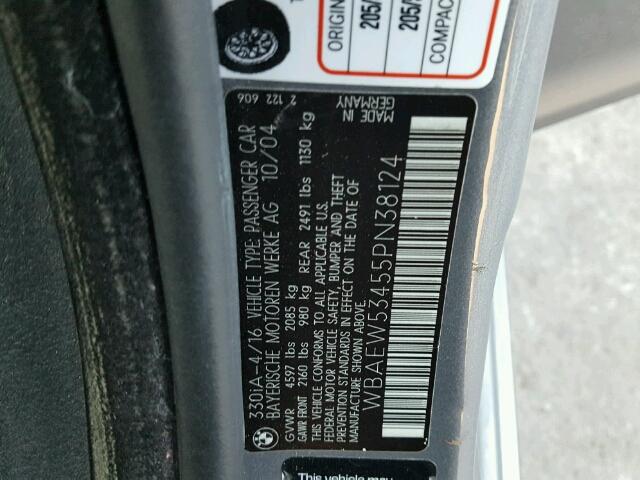 ORIGIN
205/
205/
COMPAC
330iA-4/16 VEHICLE TYPE: PASSENGER CAR
BAYERISCHE MOTOREN WERKE AG 10/04
GVWR 4597 lbs 2085 kg
GAWR FRONT 2160 lbs 980 kg REAR 2491 lbs 1130 kg
THIS VEHICLE CONFORMS TO ALL APPLICABLE U.S.
FEDERAL MOTOR VEHICLE SAFETY, BUMPER AND THEFT
PREVENTION STANDARDS IN EFFECT ON THE DATE OF
MANUFACTURE SHOWN ABOVE.
WBAEW53455PN38124
2 122 606
MADE IN
GERMANY
This vehicle may